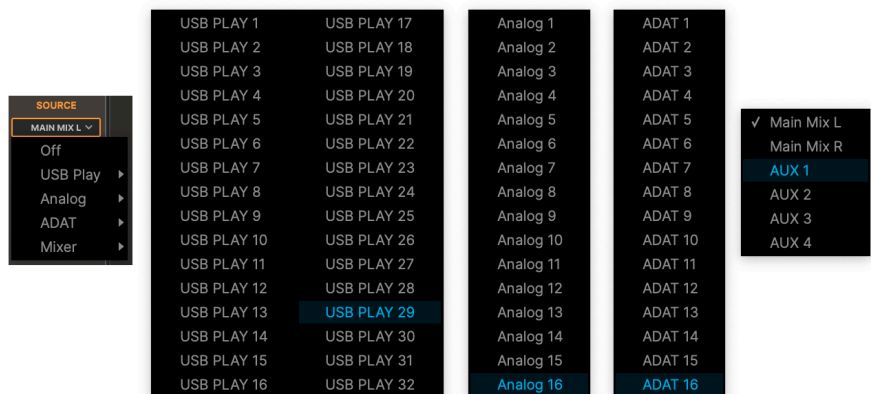 SOURCE
MAIN MIX L
Off
USB Play
Analog
ADAT
Mixer
USB PLAY 1
USB PLAY 2
USB PLAY 3
USB PLAY 4
USB PLAY 5
USB PLAY 6
USB PLAY 7
USB PLAY 8
USB PLAY 9
USB PLAY 10
USB PLAY 11
USB PLAY 12
USB PLAY 13
USB PLAY 14
USB PLAY 15
USB PLAY 16
USB PLAY 17
USB PLAY 18
USB PLAY 19
USB PLAY 20
USB PLAY 21
USB PLAY 22
USB PLAY 23
USB PLAY 24
USB PLAY 25
USB PLAY 26
USB PLAY 27
USB PLAY 28
USB PLAY 29
USB PLAY 30
USB PLAY 31
USB PLAY 32
Analog 1
Analog 2
Analog 3
Analog 4
Analog 5
Analog 6
Analog 7
Analog 8
Analog 9
Analog 10
Analog 11
Analog 12
Analog 13
Analog 14
Analog 15
Analog 16
ADAT 1
ADAT 2
ADAT 3
ADAT 4
ADAT 5
ADAT 6
ADAT 7
ADAT 8
ADAT 9
ADAT 10
ADAT 11
ADAT 12
ADAT 13
ADAT 14
ADAT 15
ADAT 16
✓ Main Mix L
Main Mix R
AUX 1
AUX 2
AUX 3
AUX 4